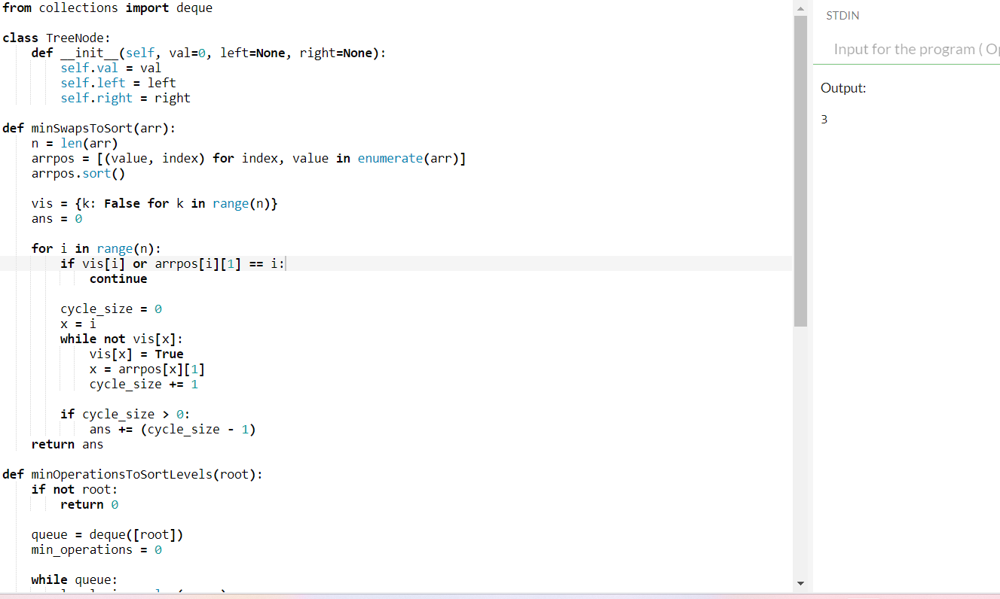 from collections import deque
class TreeNode:
    def __init__(self, val=0, left=None, right=None):
        self.val = val
        self.left = left
        self.right = right
def minSwapsToSort(arr):
    n = len(arr)
    arrpos = [(value, index) for index, value in enumerate(arr)]
    arrpos.sort()
    vis = {k: False for k in range(n)}
    ans = 0
    for i in range(n):
        if vis[i] or arrpos[i][1] == i:
            continue
        cycle_size = 0
        x = i
        while not vis[x]:
            vis[x] = True
            x = arrpos[x][1]
            cycle_size += 1
        if cycle_size > 0:
            ans += (cycle_size - 1)
    return ans
def minOperationsToSortLevels(root):
    if not root:
        return 0
    queue = deque([root])
    min_operations = 0
    while queue:
STDIN
Input for the program ( O
Output:
3